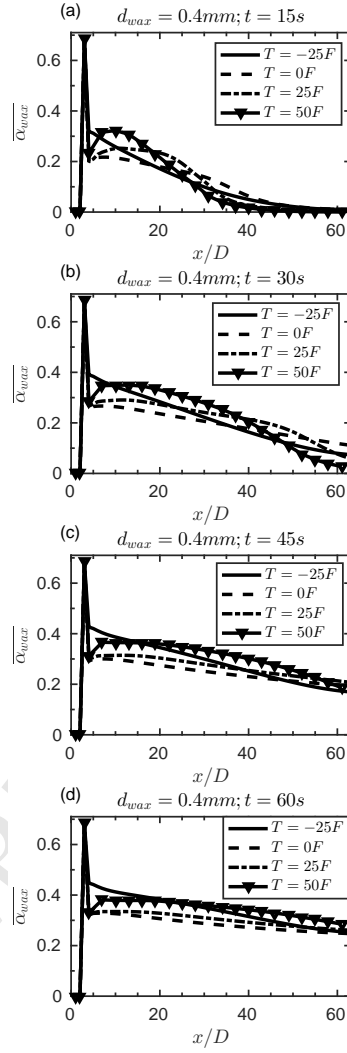 (a)
d_wax = 0.4mm; t = 15s
T = −25F
T = 0F
T = 25F
T = 50F
α_wax
0.6
0.4
0.2
0
0 20 40 60
x/D
(b)
d_wax = 0.4mm; t = 30s
T = −25F
T = 0F
T = 25F
T = 50F
α_wax
0.6
0.4
0.2
0
0 20 40 60
x/D
(c)
d_wax = 0.4mm; t = 45s
T = −25F
T = 0F
T = 25F
T = 50F
α_wax
0.6
0.4
0.2
0
0 20 40 60
x/D
(d)
d_wax = 0.4mm; t = 60s
T = −25F
T = 0F
T = 25F
T = 50F
α_wax
0.6
0.4
0.2
0
0 20 40 60
x/D